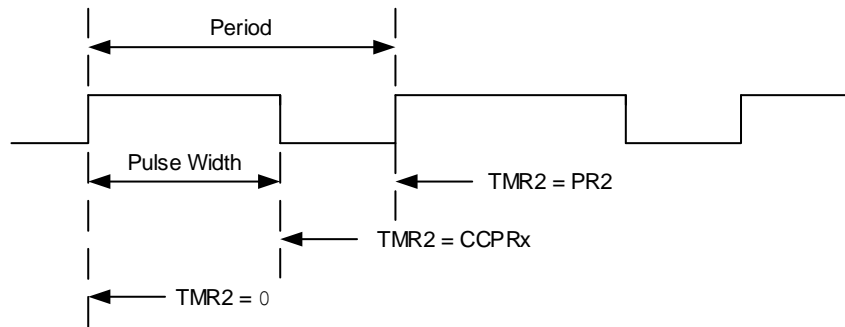 Period
Pulse Width
TMR2 = PR2
TMR2 = CCPRx
TMR2 = 0